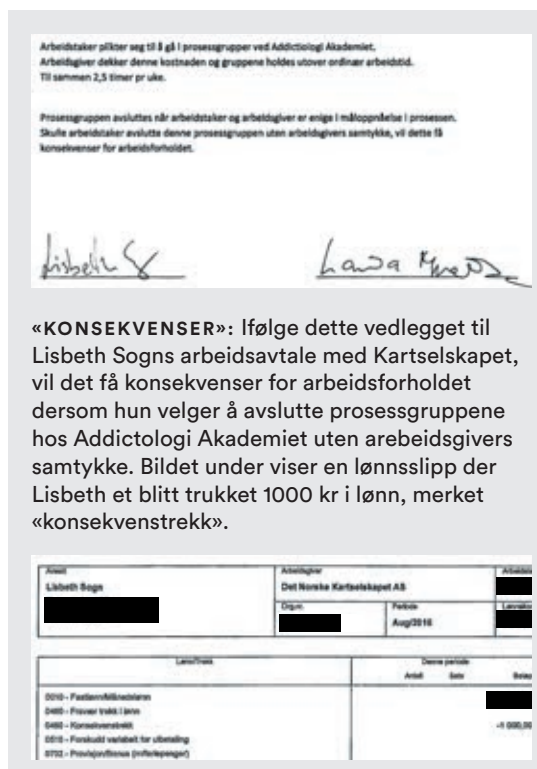 Arbeidstaker plikter seg til å gå i prosessgrupper ved Addictiologi Akademiet.
Arbeidsgiver dekker denne kostnaden og gruppene holdes utover ordinær arbeidstid.
Til sammen 2,5 timer pr uke.
Prosessgruppen avsluttes når arbeidstaker og arbeidsgiver er enige i måloppnåelse i prosessen.
Skulle arbeidstaker avslutte denne prosessgruppen uten arbeidsgivers samtykke, vil dette få
konsekvenser for arbeidsforholdet.
Lisbeth S
«KONSEKVENSER»: Ifølge dette vedlegget til
Lisbeth Sogns arbeidsavtale med Kartselskapet,
vil det få konsekvenser for arbeidsforholdet
dersom hun velger å avslutte prosessgruppene
hos Addictologi Akademiet uten arebeidsgivers
samtykke. Bildet under viser en lønnsslipp der
Lisbeth et blitt trukket 1000 kr i lønn, merket
«konsekvenstrekk».
Ansatt Arbeidsgiver
Lisbeth Sogn Det Norske Kartselskapet AS
Orgnr. Periode
Aug/2016
Lønn/Trekk Denne periode
Antall Sats Beløp
0010 - Fastlønn/Månedslønn
0460 - Fravær trekk i lønn
0460 - Konsekvenstrekk -1 000,00
0515 - Forskudd variabelt for utbetaling
0702 - Provisjon/Bonus (m/feriepenger)